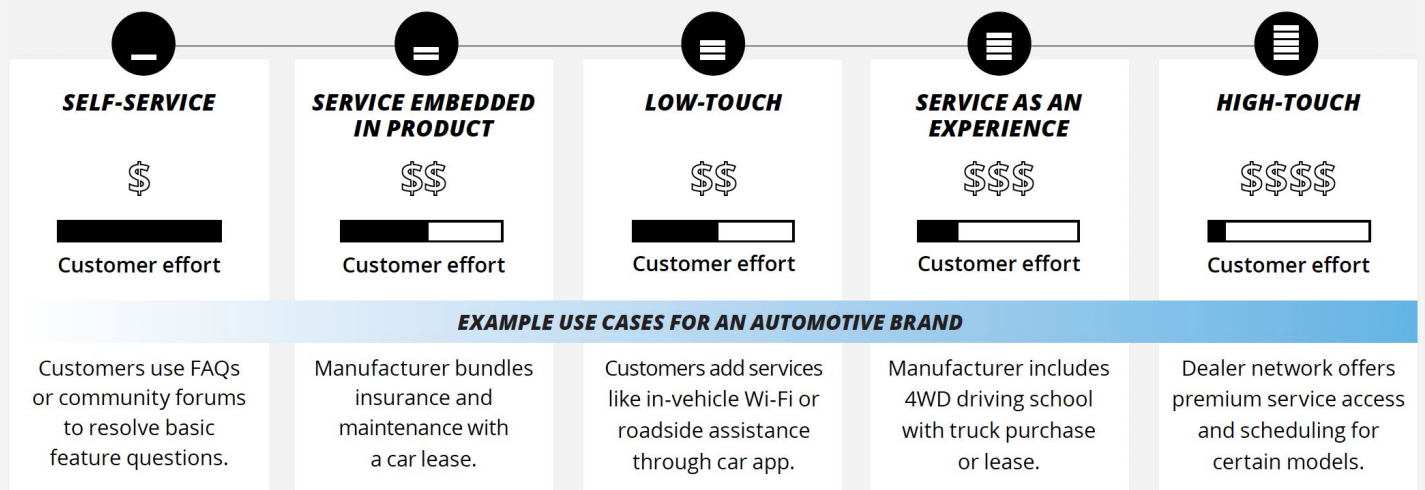 SELF-SERVICE
$
Customer effort
SERVICE EMBEDDED
IN PRODUCT
$$
Customer effort
LOW-TOUCH
$$
Customer effort
SERVICE AS AN
EXPERIENCE
$$$
Customer effort
HIGH-TOUCH
$$$$
Customer effort
EXAMPLE USE CASES FOR AN AUTOMOTIVE BRAND
Customers use FAQs
or community forums
to resolve basic
feature questions.
Manufacturer bundles
insurance and
maintenance with
a car lease.
Customers add services
like in-vehicle Wi-Fi or
roadside assistance
through car app.
Manufacturer includes
4WD driving school
with truck purchase
or lease.
Dealer network offers
premium service access
and scheduling for
certain models.